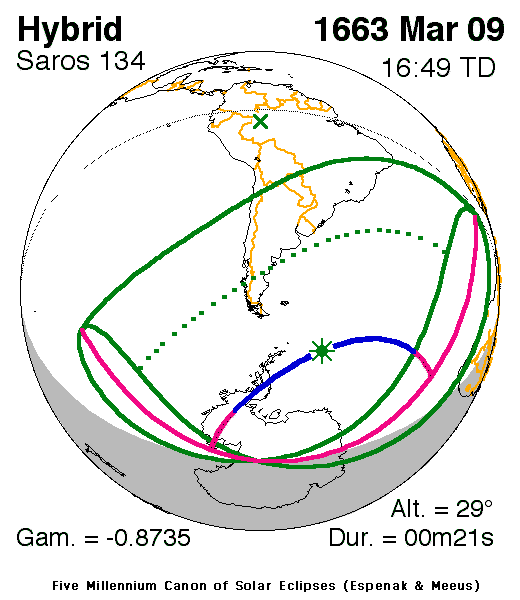 Hybrid
1663 Mar 09
Saros 134
16:49 TD
Alt. = 29°
Gam. = -0.8735
Dur. = 00m21s
Five Millennium Canon of Solar Eclipses (Espenak & Meeus)